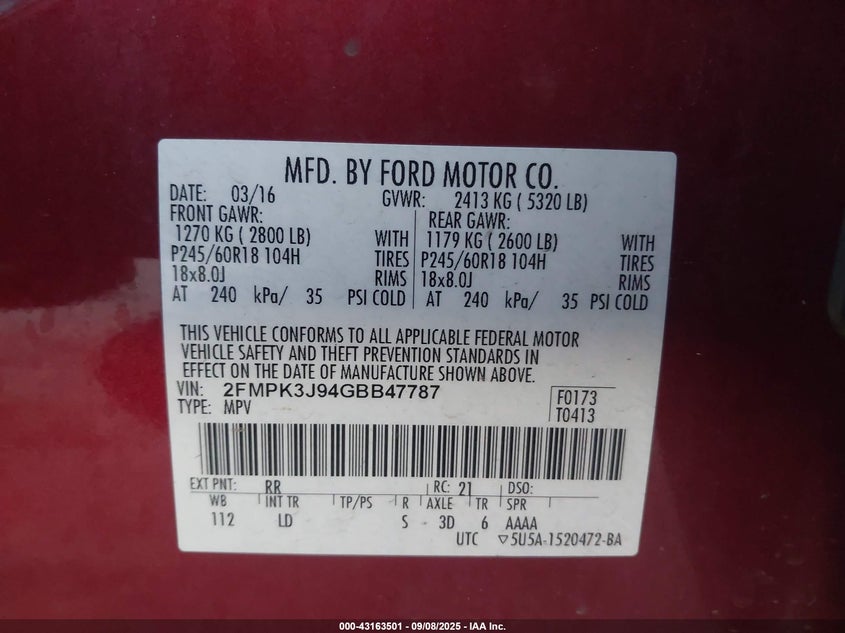 MFD. BY FORD MOTOR CO.
DATE: 03/16 GVWR: 2413 KG ( 5320 LB)
FRONT GAWR: REAR GAWR:
1270 KG ( 2800 LB) WITH 1179 KG ( 2600 LB) WITH
P245/60R18 104H TIRES P245/60R18 104H TIRES
18x8.0J RIMS 18x8.0J RIMS
AT 240 kPa/ 35 PSI COLD AT 240 kPa/ 35 PSI COLD
THIS VEHICLE CONFORMS TO ALL APPLICABLE FEDERAL MOTOR
VEHICLE SAFETY AND THEFT PREVENTION STANDARDS IN
EFFECT ON THE DATE OF MANUFACTURE SHOWN ABOVE.
VIN: 2FMPK3J94GBB47787 F0173
TYPE: MPV T0413
EXT PNT: RR RC: 21 DSO:
WB INT TR TP/PS R AXLE TR SPR
112 LD S 3D 6 AAAA
UTC ▽5U5A-1520472-BA
000-43163501 - 09/08/2025 - IAA Inc.